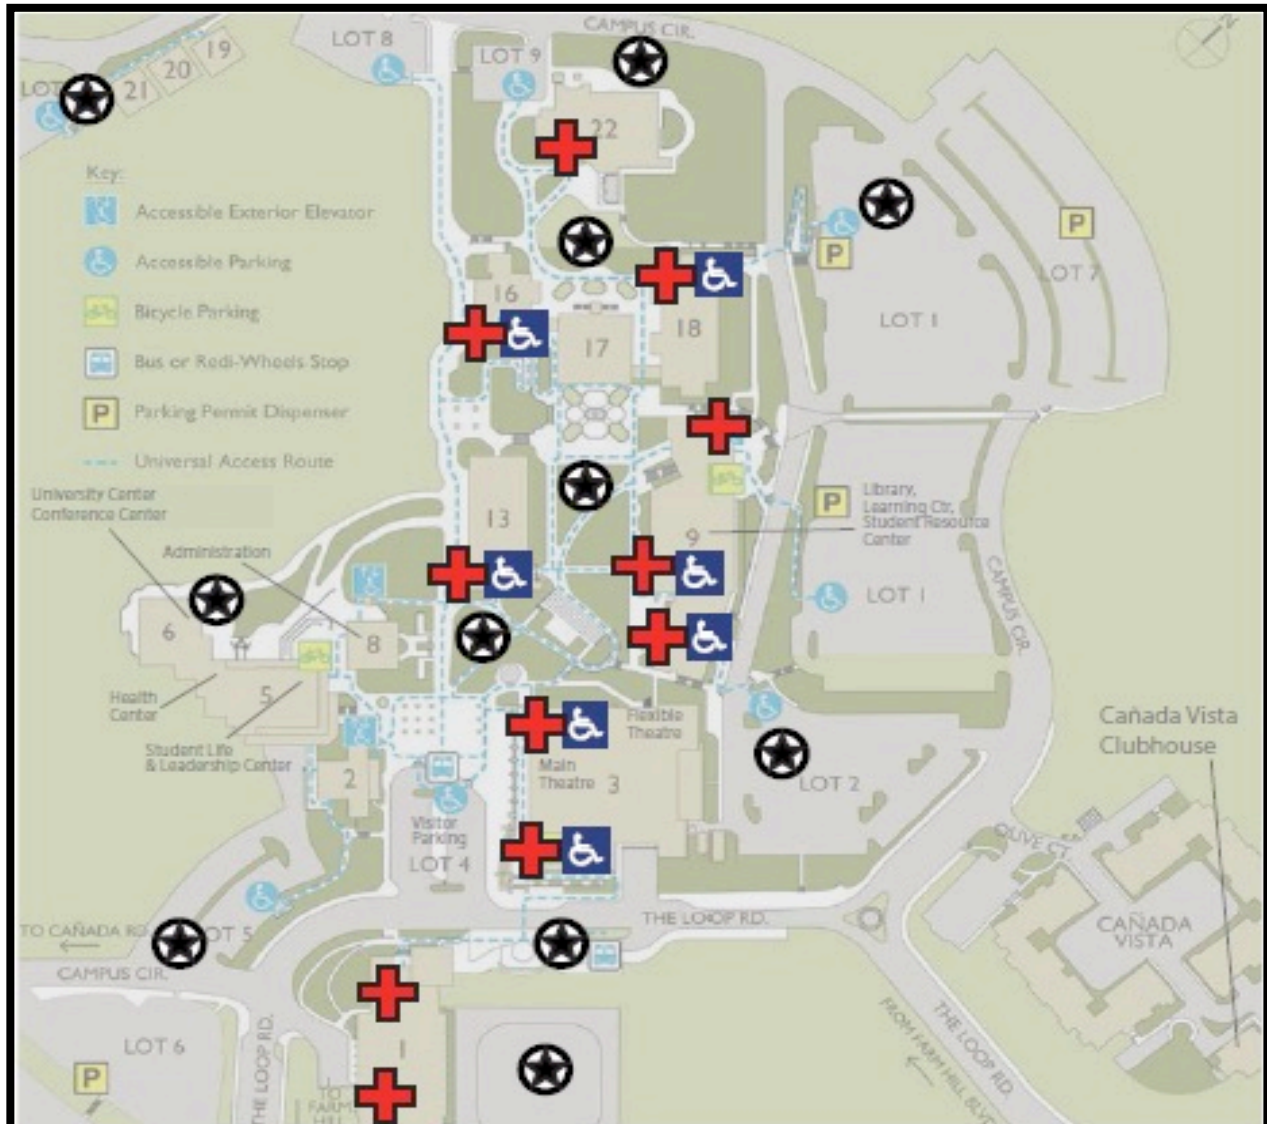 CAMPUS CIR.
LOT 8
LOT 9
19
20
21
LOT
22
Key:
Accessible Exterior Elevator
Accessible Parking
Bicycle Parking
Bus or Redi-Wheels Stop
P
Parking Permit Dispenser
Universal Access Route
N
P
P
LOT 7
LOT 1
16
17
18
University Center
Conference Center
Administration
13
9
P
Library,
Learning Ctr,
Student Resource
Center
LOT 1
CAMPUS CIR.
6
8
5
Health
Center
Student Life
& Leadership Center
2
Flexible
Theatre
Main
Theatre
3
Visitor
Parking
LOT 4
LOT 2
Cañada Vista
Clubhouse
OLIVE CT.
CAÑADA
VISTA
THE LOOP RD.
TO CAÑADA RD.
LOT 5
CAMPUS CIR.
LOT 6
P
THE LOOP RD.
TO
FARM
HILL
1
FROM FARM HILL BLVD.
THE LOOP RD.